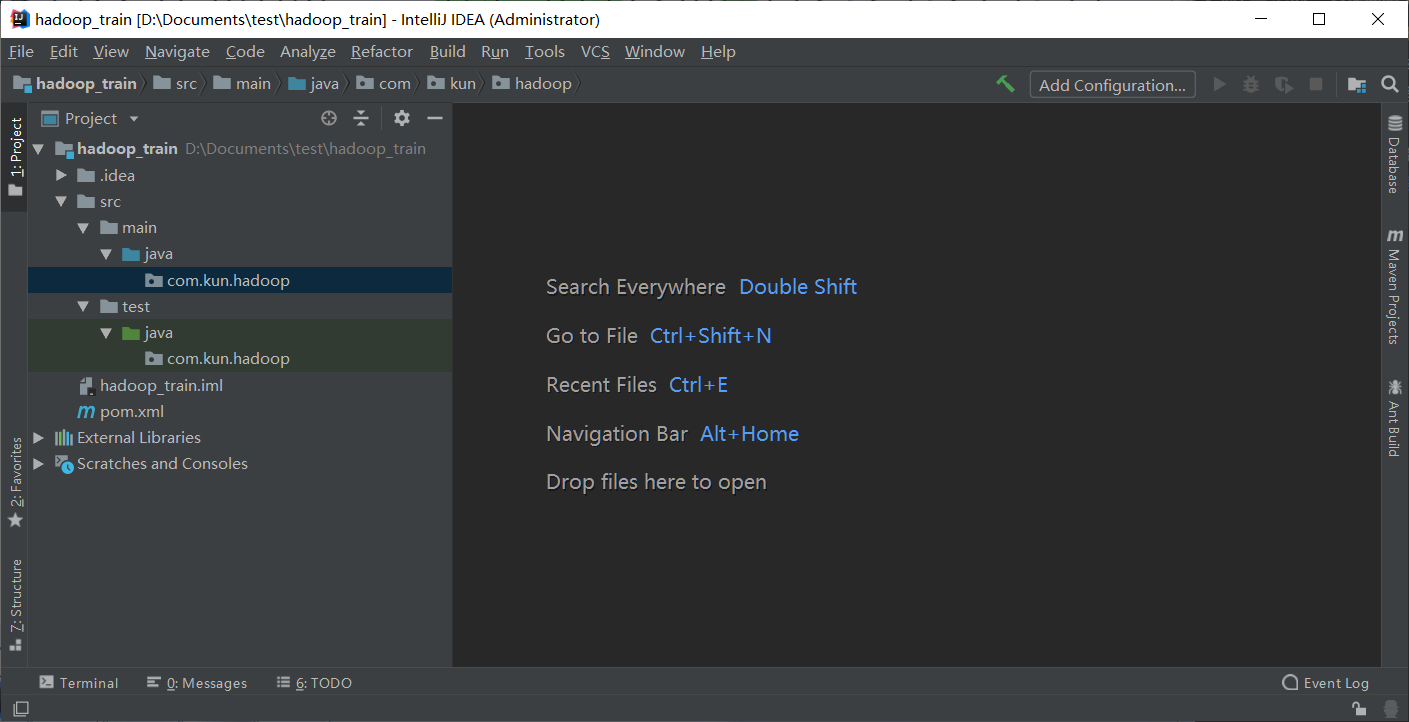 hadoop_train [D:\Documents\test\hadoop_train] - IntelliJ IDEA (Administrator)
File Edit View Navigate Code Analyze Refactor Build Run Tools VCS Window Help
hadoop_train src main java com kun hadoop Add Configuration...
1: Project
2: Favorites
7: Structure
Project
hadoop_train D:\Documents\test\hadoop_train
.idea
src
main
java
com.kun.hadoop
test
java
com.kun.hadoop
hadoop_train.iml
pom.xml
External Libraries
Scratches and Consoles
Search Everywhere Double Shift
Go to File Ctrl+Shift+N
Recent Files Ctrl+E
Navigation Bar Alt+Home
Drop files here to open
Database
Maven Projects
Ant Build
Terminal 0: Messages 6: TODO Event Log